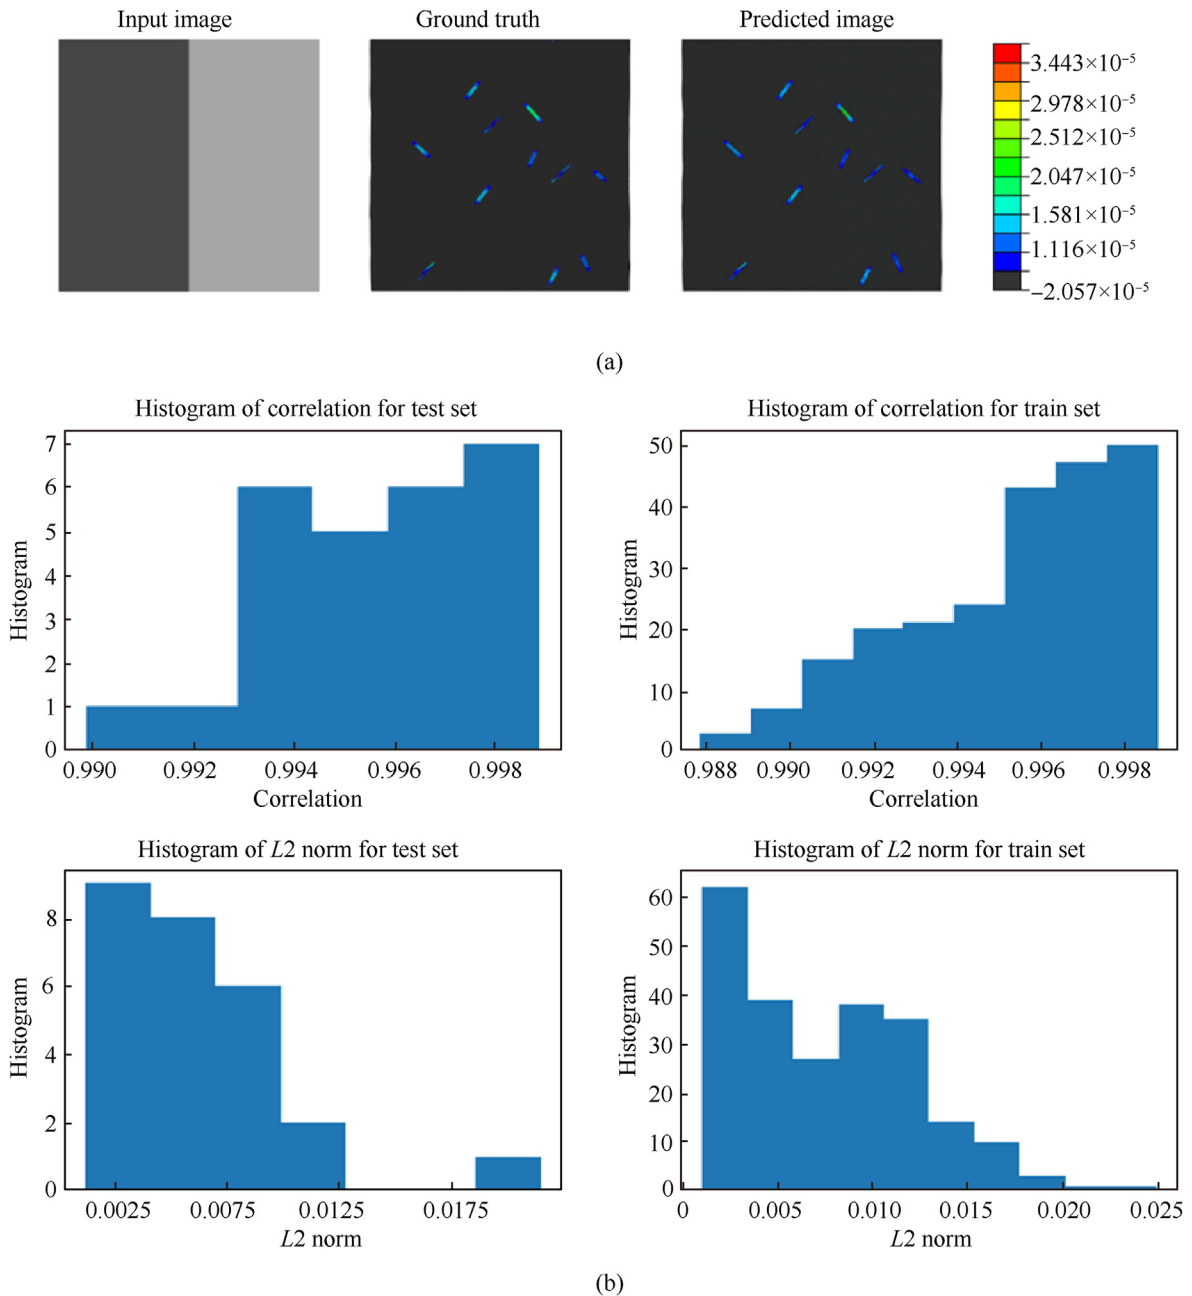 Input image
Ground truth
Predicted image
3.443×10⁻⁵
2.978×10⁻⁵
2.512×10⁻⁵
2.047×10⁻⁵
1.581×10⁻⁵
1.116×10⁻⁵
−2.057×10⁻⁵
(a)
Histogram of correlation for test set
Histogram
7
6
5
4
3
2
1
0
0.990 0.992 0.994 0.996 0.998
Correlation
Histogram of correlation for train set
Histogram
50
40
30
20
10
0
0.988 0.990 0.992 0.994 0.996 0.998
Correlation
Histogram of L2 norm for test set
Histogram
8
6
4
2
0
0.0025 0.0075 0.0125 0.0175
L2 norm
Histogram of L2 norm for train set
Histogram
60
50
40
30
20
10
0
0 0.005 0.010 0.015 0.020 0.025
L2 norm
(b)